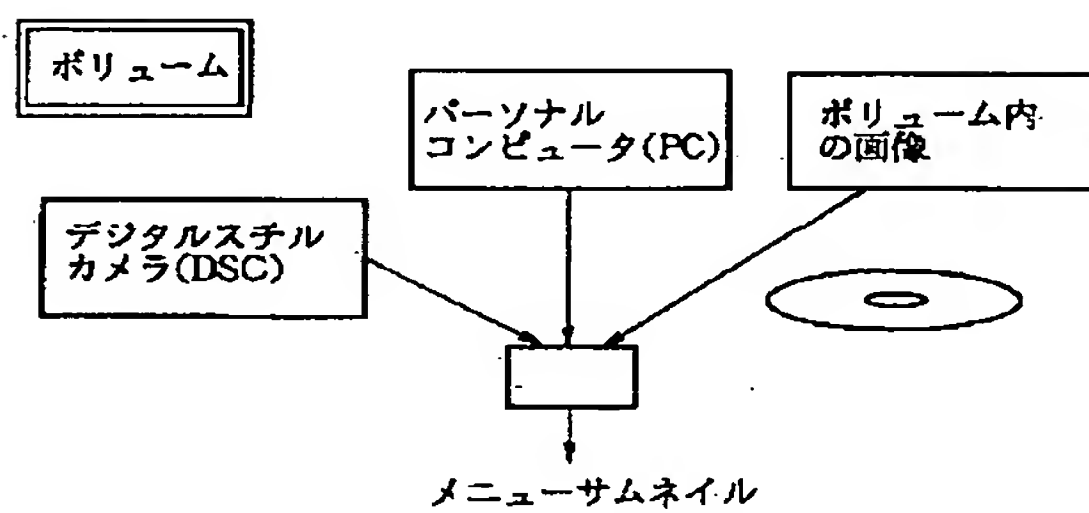 ボリューム
パーソナル
コンピュータ(PC)
ボリューム内
の画像
デジタルスチル
カメラ(DSC)
メニューサムネイル